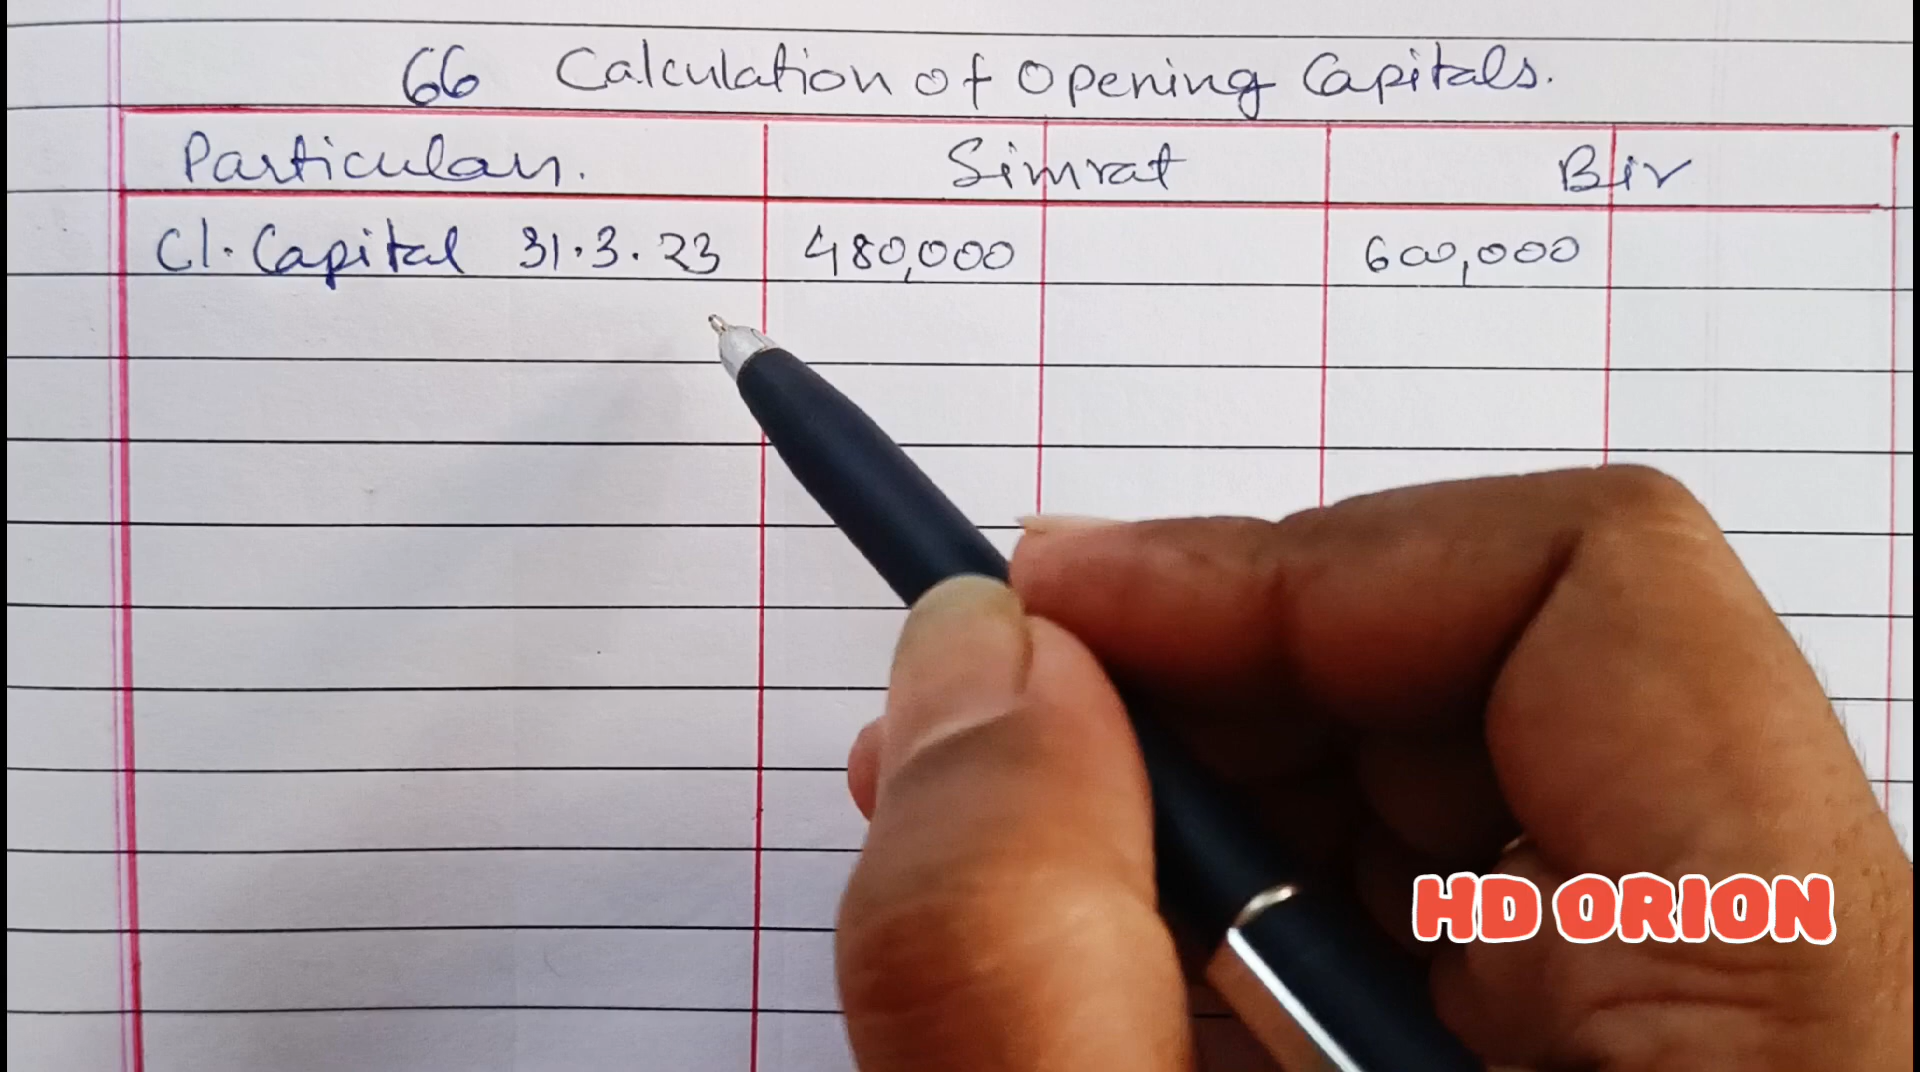 66 Calculation of Opening Capitals.
Particulars. Simrat Bir
Cl. Capital 31.3.23 480,000 600,000
HD ORION